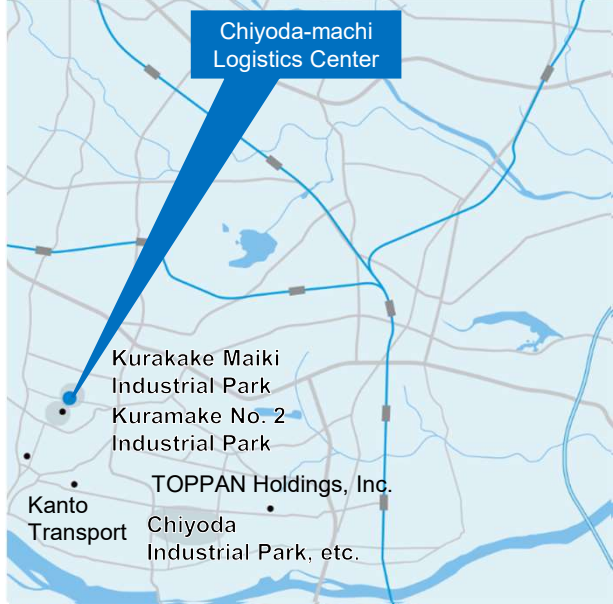 Chiyoda-machi
Logistics Center
Kurakake Maiki
Industrial Park
Kuramake No. 2
Industrial Park
TOPPAN Holdings, Inc.
Kanto
Transport
Chiyoda
Industrial Park, etc.